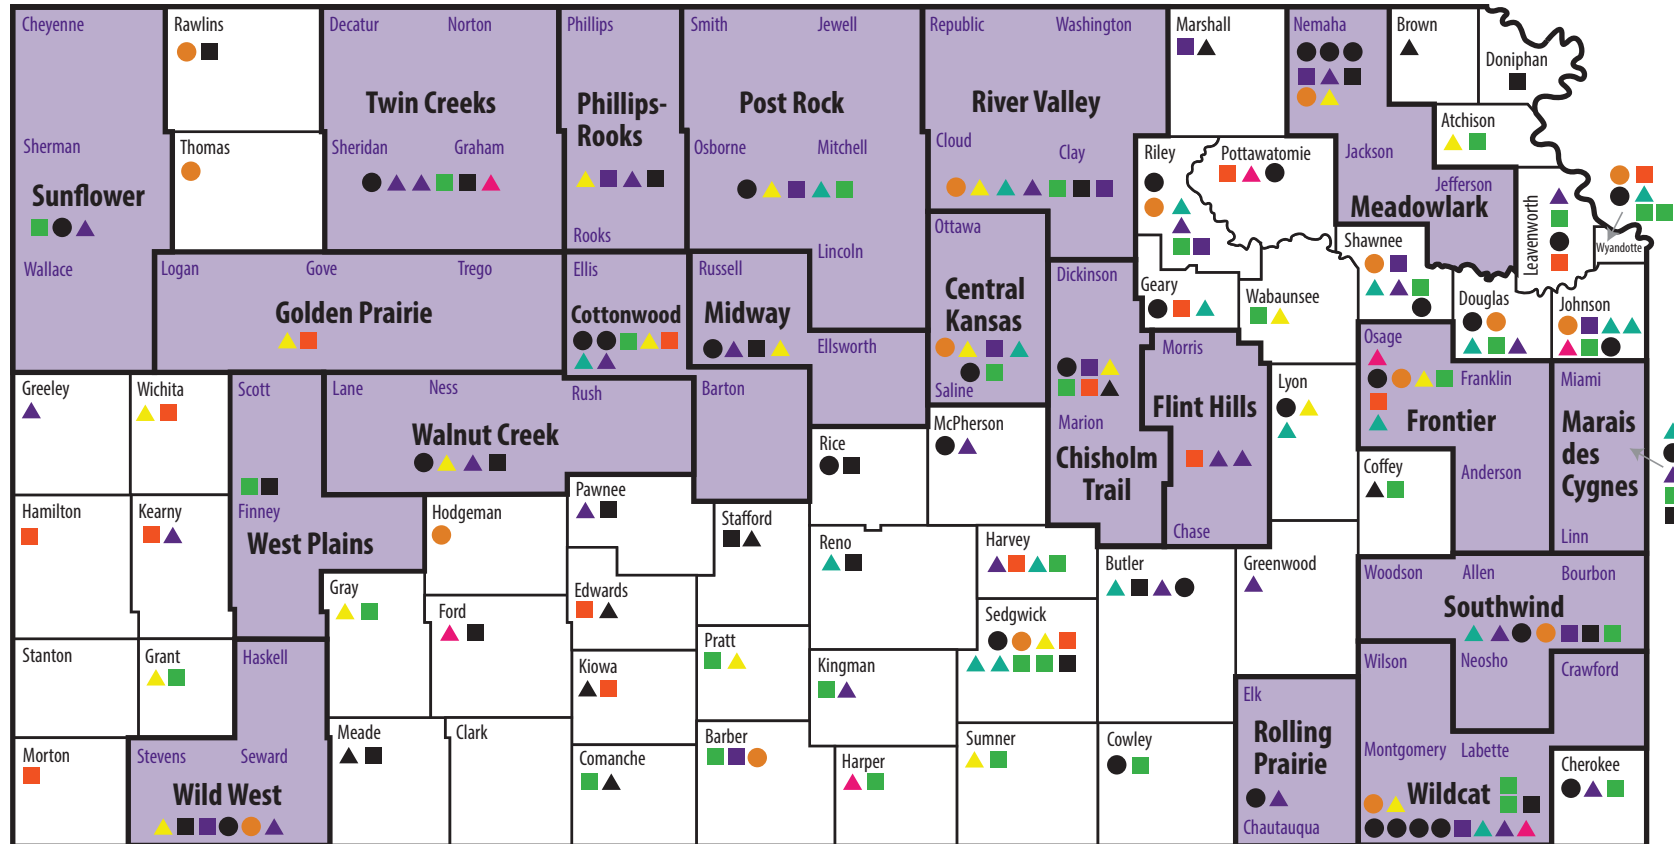 Cheyenne
Rawlins
Decatur
Norton
Phillips
Smith
Jewell
Republic
Washington
Marshall
Nemaha
Brown
Doniphan
Twin Creeks
Phillips-
Rooks
Post Rock
River Valley
Atchison
Sherman
Thomas
Sheridan
Graham
Osborne
Mitchell
Cloud
Clay
Riley
Pottawatomie
Jackson
Jefferson
Meadowlark
Sunflower
Rooks
Ottawa
Shawnee
Leavenworth
Wyandotte
Wallace
Logan
Gove
Trego
Ellis
Russell
Lincoln
Dickinson
Geary
Wabaunsee
Douglas
Johnson
Golden Prairie
Cottonwood
Midway
Central
Kansas
Ellsworth
Morris
Osage
Greeley
Wichita
Scott
Lane
Ness
Rush
Barton
Saline
Lyon
Franklin
Miami
Walnut Creek
Rice
McPherson
Marion
Flint Hills
Frontier
Marais
des
Cygnes
Chisholm
Trail
Coffey
Anderson
Hamilton
Kearny
Finney
Hodgeman
Pawnee
Stafford
Reno
Harvey
Chase
Linn
West Plains
Butler
Greenwood
Woodson
Allen
Bourbon
Gray
Ford
Edwards
Sedgwick
Southwind
Stanton
Grant
Haskell
Kiowa
Pratt
Kingman
Wilson
Neosho
Crawford
Elk
Morton
Stevens
Seward
Meade
Clark
Comanche
Barber
Harper
Sumner
Cowley
Rolling
Prairie
Montgomery
Labette
Cherokee
Wild West
Wildcat
Chautauqua